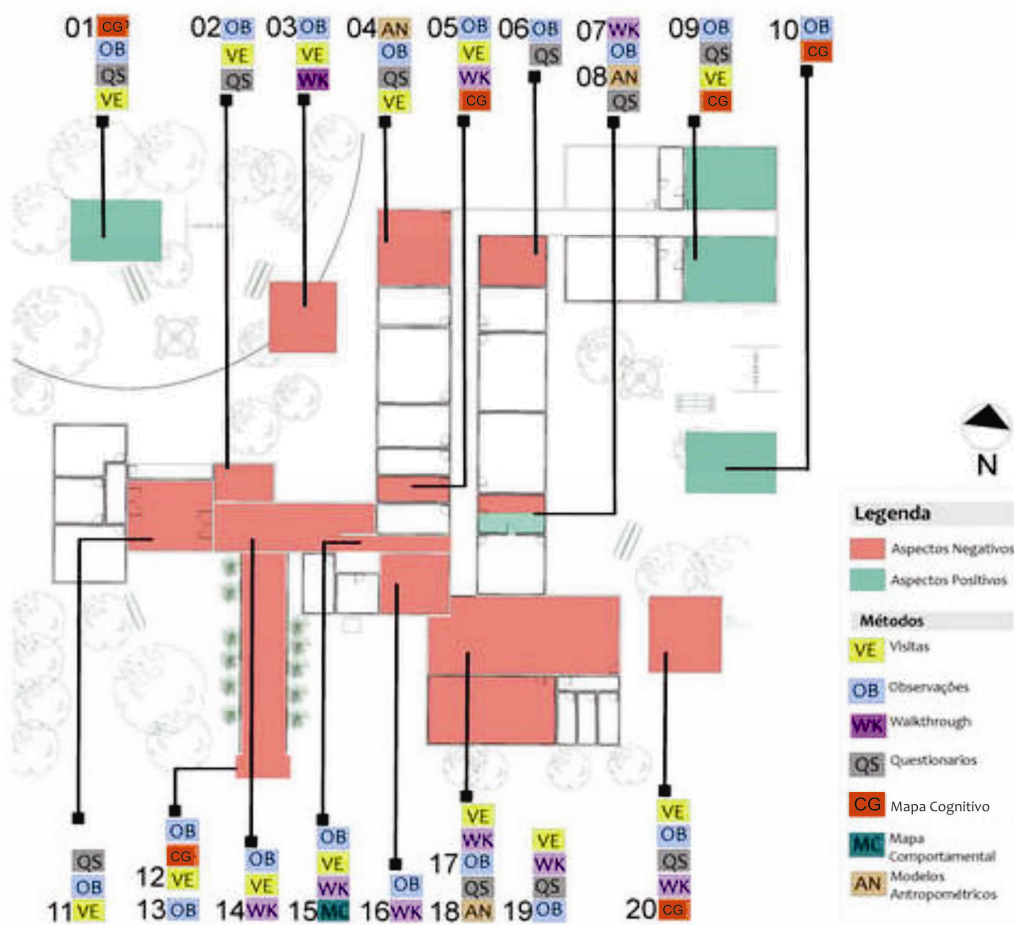 01 CG
OB
QS
VE
02 OB
VE
QS
03 OB
VE
WK
04 AN
OB
QS
VE
05 OB
VE
WK
CG
06 OB
QS
07 WK
OB
08 AN
QS
09 OB
QS
VE
CG
10 OB
CG
N
Legenda
Aspectos Negativos
Aspectos Positivos
Métodos
VE Visitas
OB Observações
WK Walkthrough
QS Questionarios
CG Mapa Cognitivo
MC Mapa
Comportamental
AN Modelos
Antropométricos
QS
OB
11 VE
OB
CG
12 VE
13 OB
OB
VE
14 WK
OB
VE
WK
15 MC
OB
16 WK
VE
WK
17 OB
QS
18 AN
VE
WK
QS
19 OB
VE
OB
QS
WK
20 CG